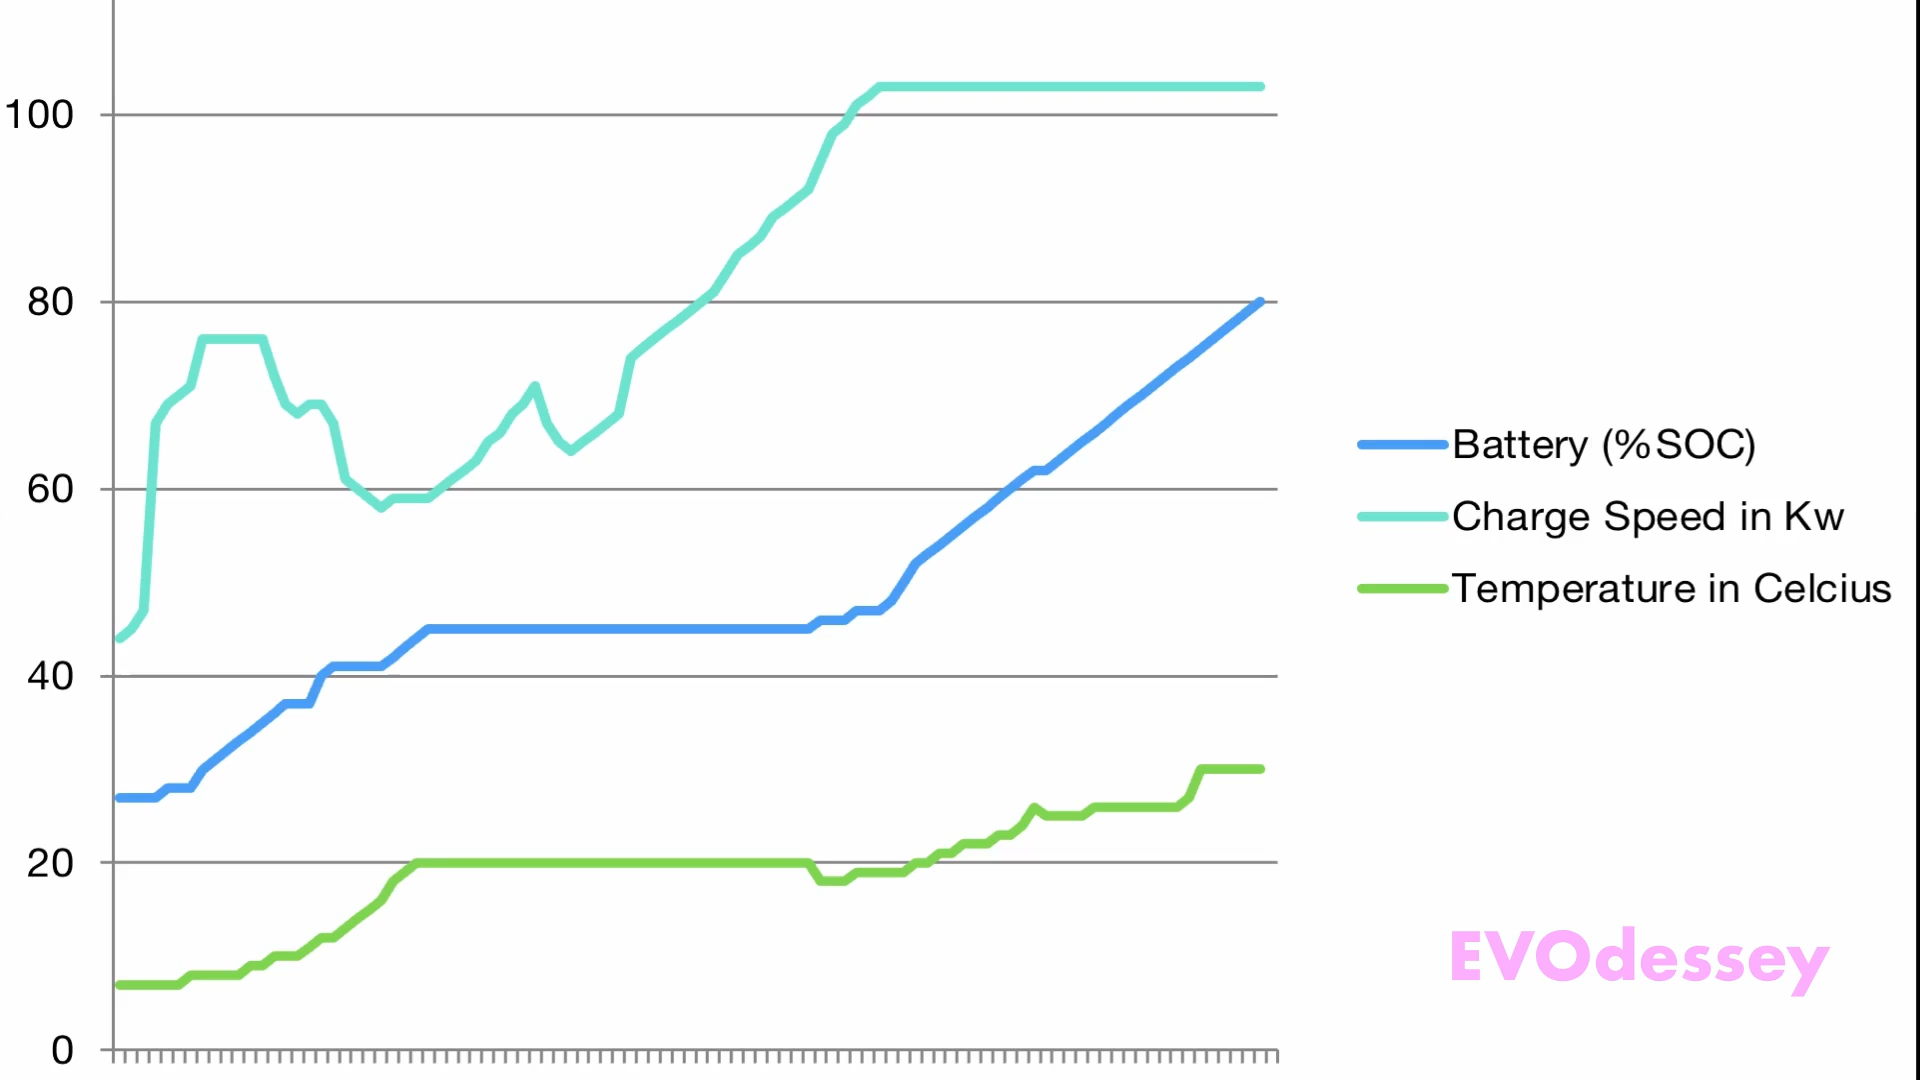 100
80
60
40
20
0
Battery (%SOC)
Charge Speed in Kw
Temperature in Celcius
EVOdessey